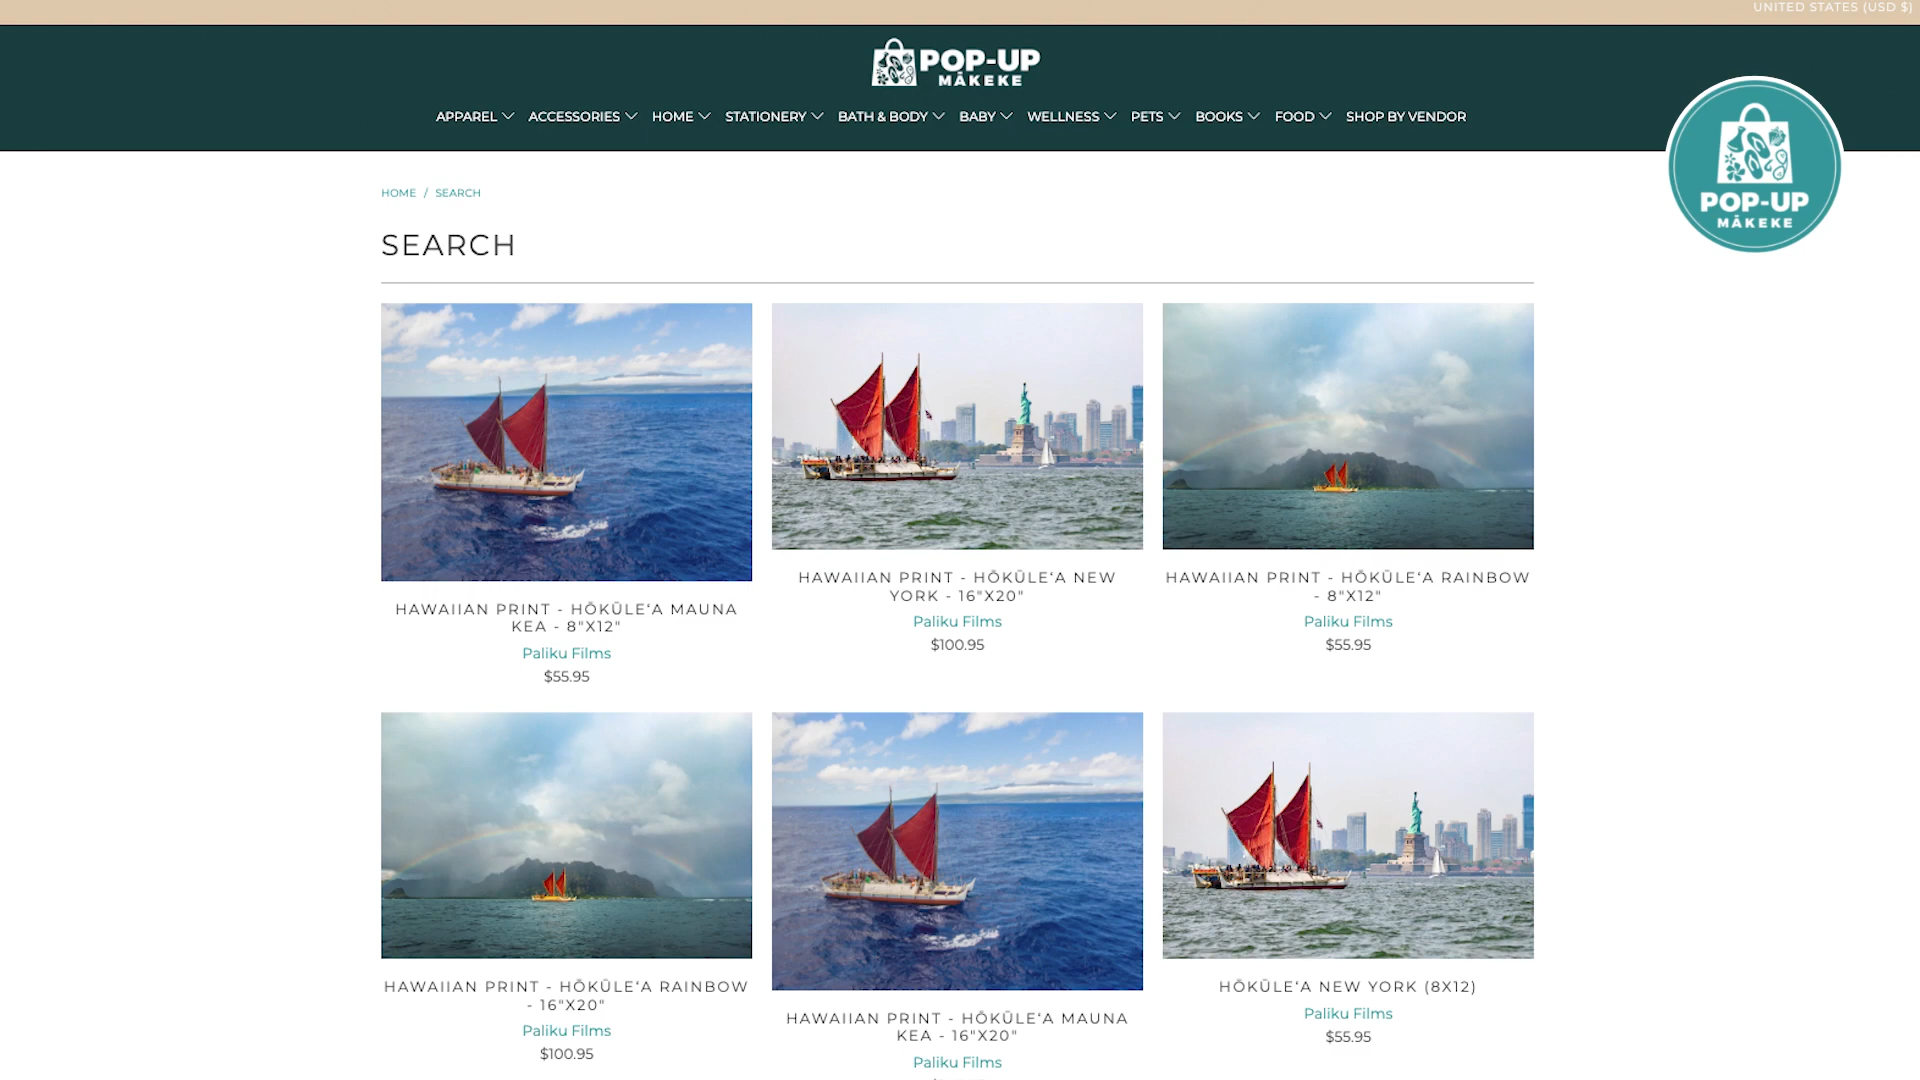 UNITED STATES (USD $)
POP-UP
MĀKEKE
APPAREL ACCESSORIES HOME STATIONERY BATH & BODY BABY WELLNESS PETS BOOKS FOOD SHOP BY VENDOR
POP-UP
MĀKEKE
HOME / SEARCH
SEARCH
HAWAIIAN PRINT - HŌKŪLEʻA MAUNA
KEA - 8"X12"
Paliku Films
$55.95
HAWAIIAN PRINT - HŌKŪLEʻA NEW
YORK - 16"X20"
Paliku Films
$100.95
HAWAIIAN PRINT - HŌKŪLEʻA RAINBOW
- 8"X12"
Paliku Films
$55.95
HAWAIIAN PRINT - HŌKŪLEʻA RAINBOW
- 16"X20"
Paliku Films
$100.95
HAWAIIAN PRINT - HŌKŪLEʻA MAUNA
KEA - 16"X20"
Paliku Films
HŌKŪLEʻA NEW YORK (8X12)
Paliku Films
$55.95